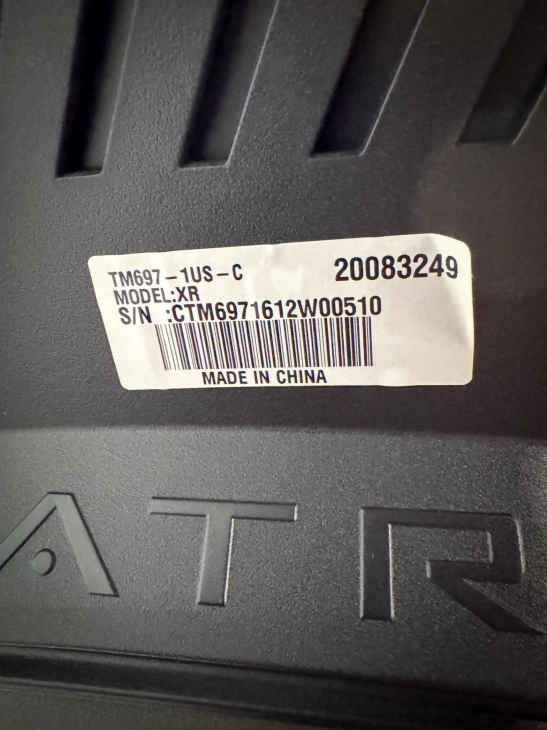 TM697-1US-C 20083249
MODEL:XR
S/N :CTM6971612W00510
MADE IN CHINA
ATR